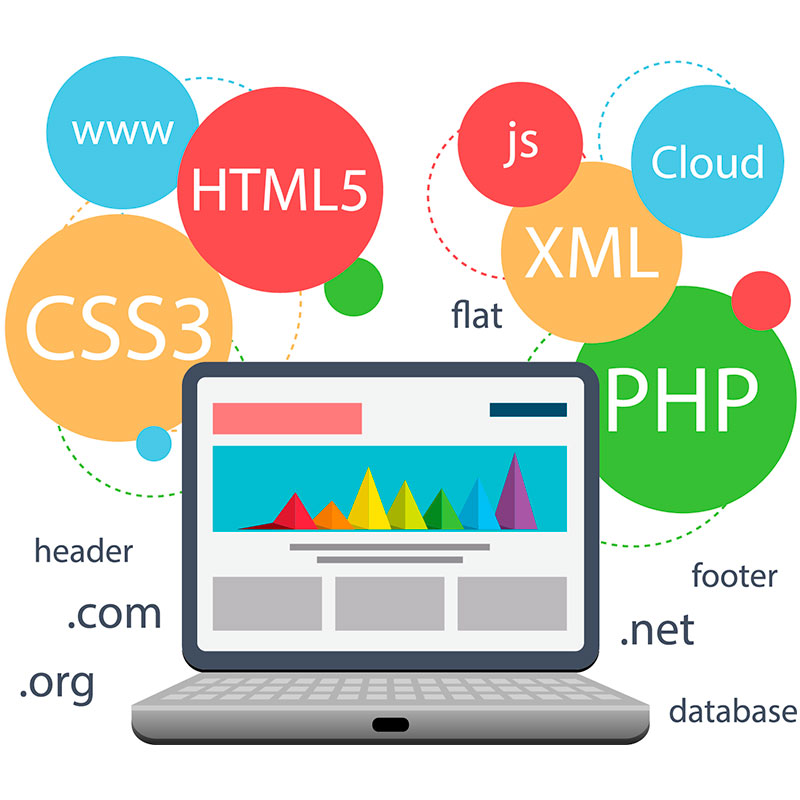 www
HTML5
js
Cloud
XML
CSS3
flat
PHP
header
footer
.com
.net
.org
database